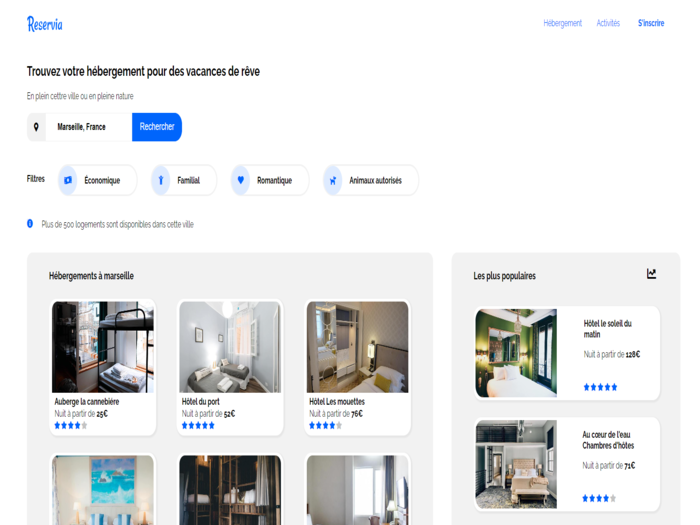 Reservia
Hébergement Activités S'inscrire
Trouvez votre hébergement pour des vacances de rêve
En plein cettre ville ou en pleine nature
Marseille, France Rechercher
Filtres Économique Familial Romantique Animaux autorisés
Plus de 500 logements sont disponibles dans cette ville
Hébergements à marseille
Auberge la cannebière
Nuit à partir de 25€
Hôtel du port
Nuit à partir de 52€
Hôtel Les mouettes
Nuit à partir de 76€
Les plus populaires
Hôtel le soleil du
matin
Nuit à partir de 128€
Au cœur de l'eau
Chambres d'hôtes
Nuit à partir de 71€